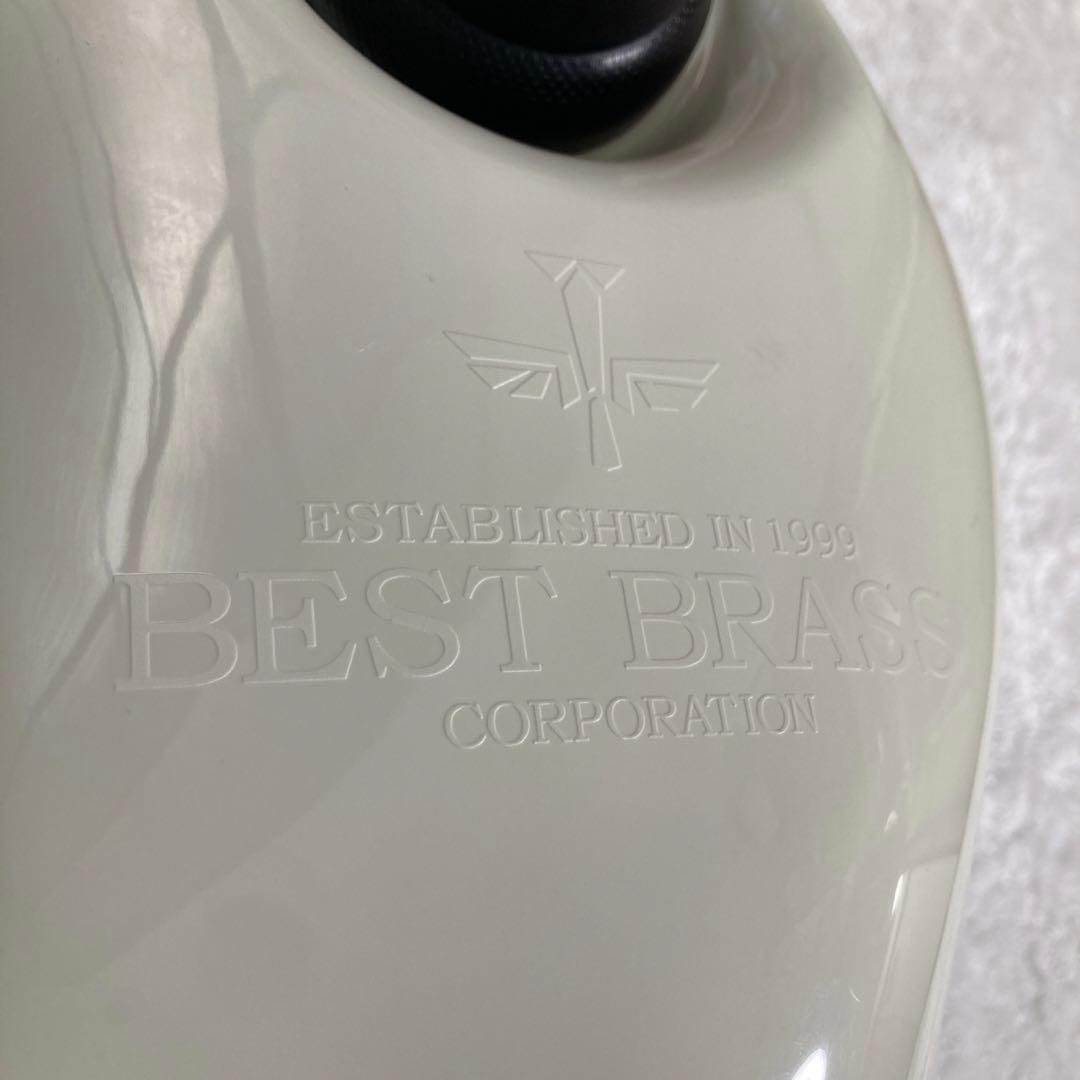 ESTABLISHED IN 1999
BEST BRASS
CORPORATION